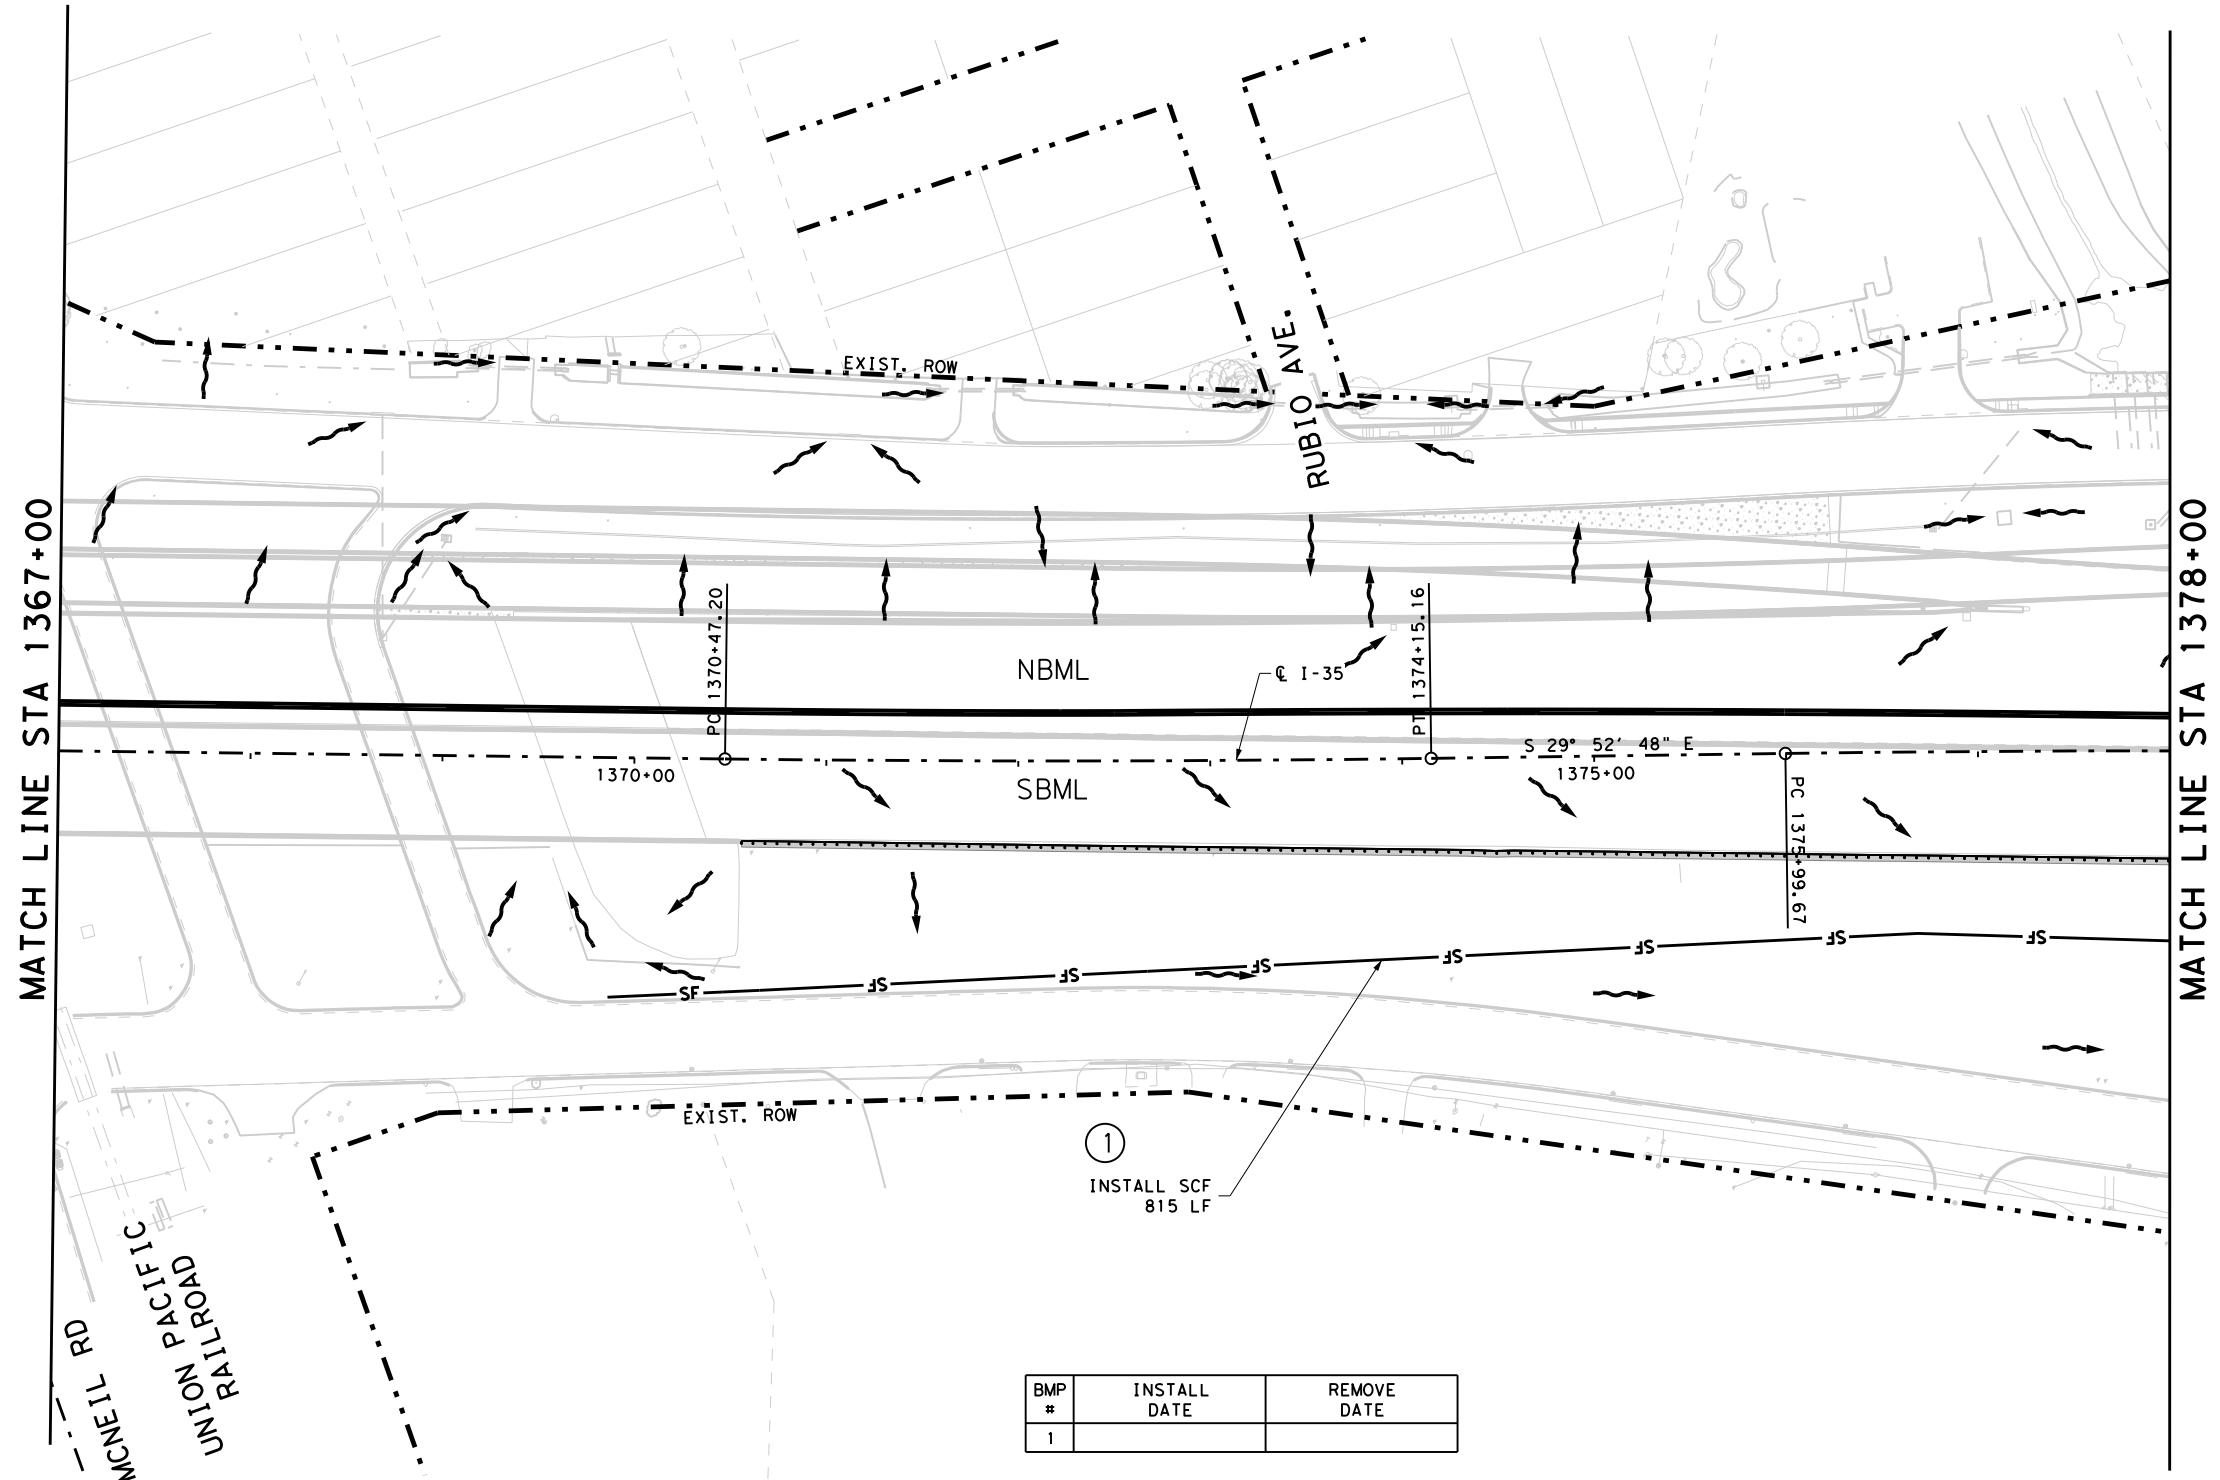 EXIST. ROW
RUBIO AVE.
MATCH LINE STA 1367+00
MATCH LINE STA 1378+00
PC 1370+47.20
PT 1374+15.16
NBML
℄ I-35
S 29° 52' 48" E
1370+00
1375+00
SBML
PC 1375+99.67
SF
SF
SF
SF
SF
SF
SF
SF
EXIST. ROW
1
INSTALL SCF
815 LF
UNION PACIFIC
RAILROAD
MCNEIL RD
BMP
#
INSTALL
DATE
REMOVE
DATE
1